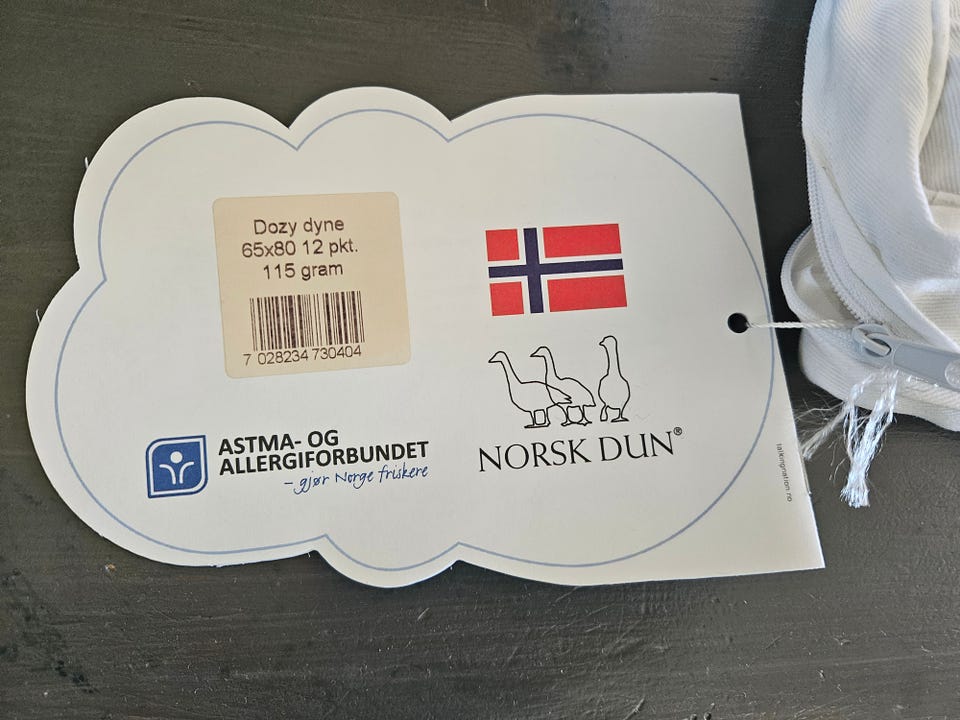 Dozy dyne
65x80 12 pkt.
115 gram
7 028234 730404
ASTMA- OG
ALLERGIFORBUNDET
- gjør Norge friskere
NORSK DUN®